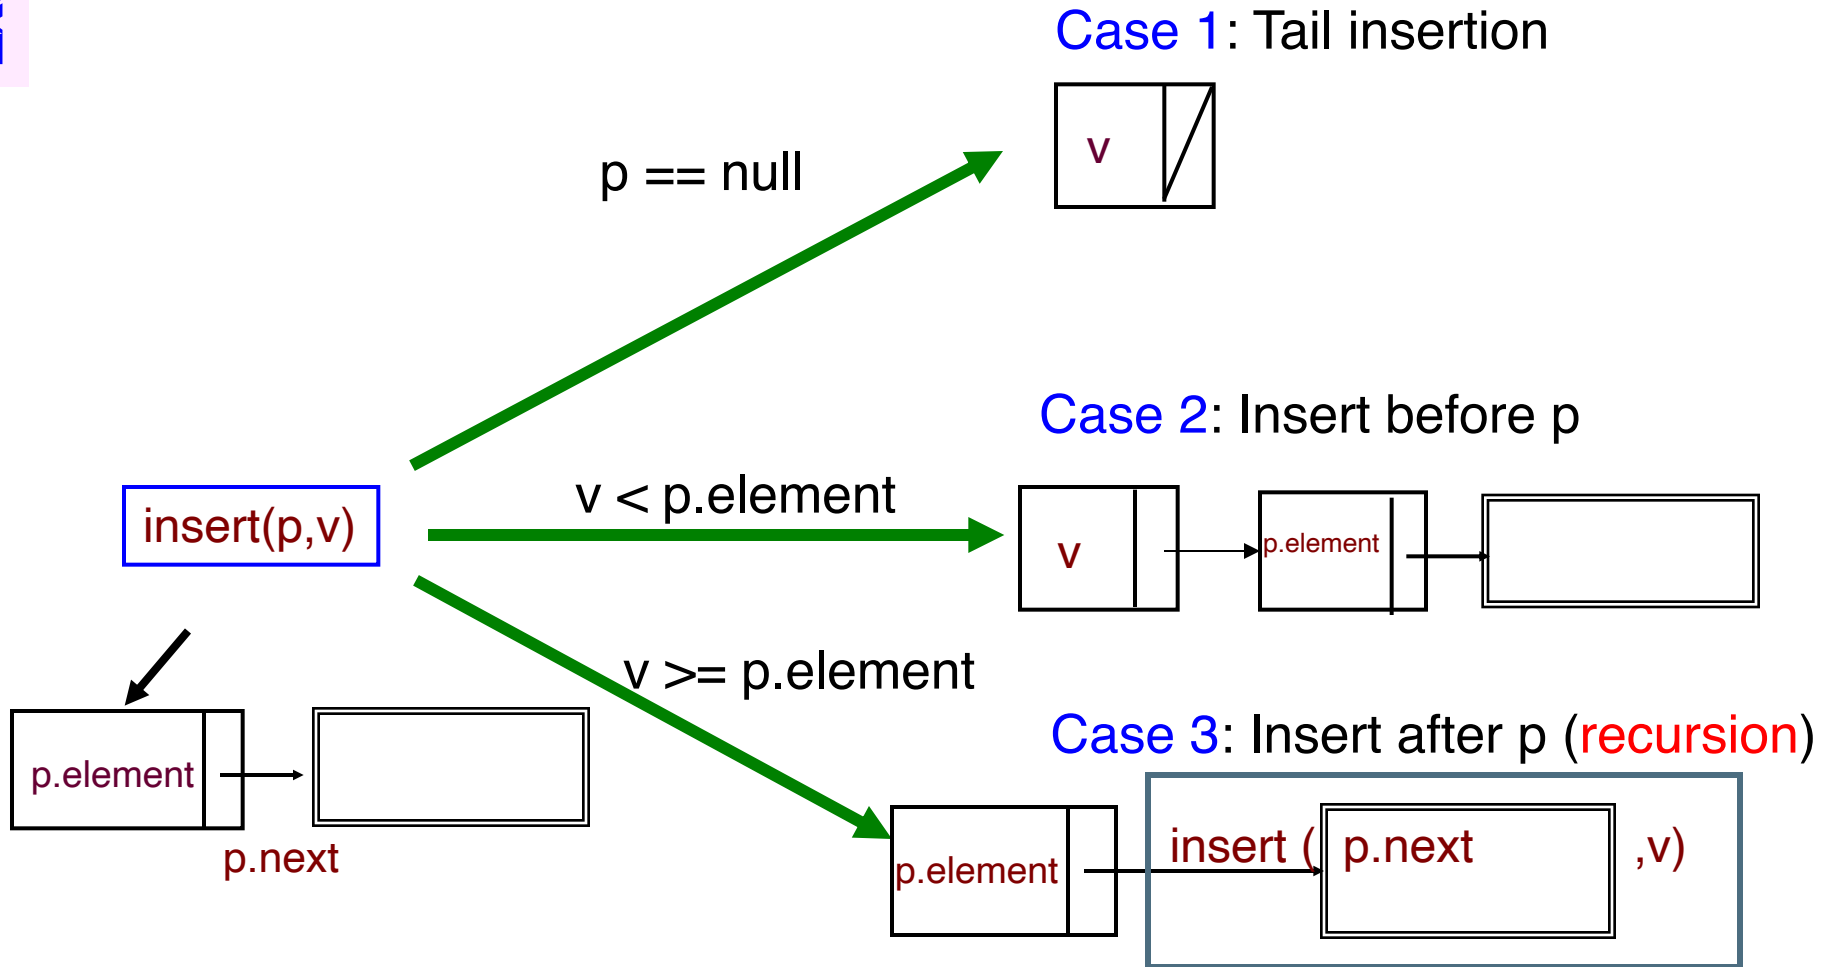 Case 1: Tail insertion
v
p == null
Case 2: Insert before p
v < p.element
insert(p,v)
v
p.element
v >= p.element
Case 3: Insert after p (recursion)
p.element
p.next
p.element
insert ( p.next ,v)